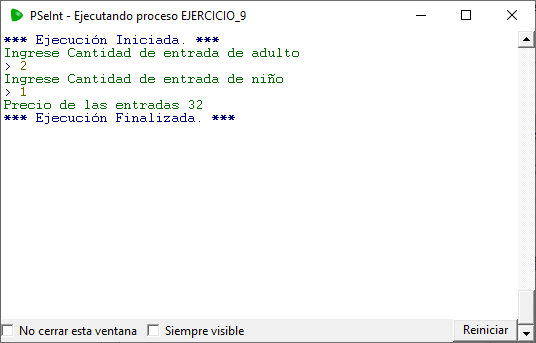 PSeInt - Ejecutando proceso EJERCICIO_9
*** Ejecución Iniciada. ***
Ingrese Cantidad de entrada de adulto
> 2
Ingrese Cantidad de entrada de niño
> 1
Precio de las entradas 32
*** Ejecución Finalizada. ***
No cerrar esta ventana Siempre visible Reiniciar